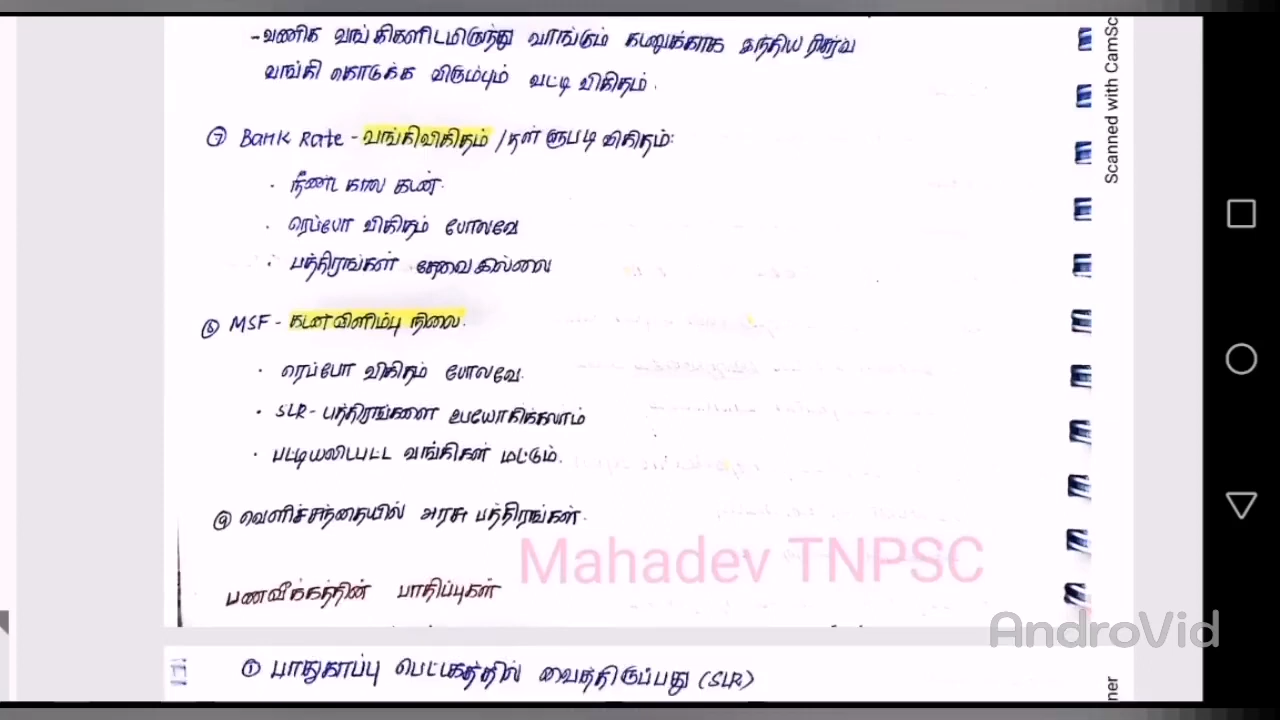 -வணிக வங்கிகளிடமிருந்து வாங்கும் கடனுக்காக இந்திய ரிசர்வ
வங்கி கொடுக்க விரும்பும் வட்டி விகிதம்.
⑦ Bank Rate - வங்கிவிகிதம் /தள்ளுபடி விகிதம்:
· நீண்ட கால கடன்.
· ரெப்போ விகிதம் போலவே
· பத்திரங்கள் தேவை இல்லை
⑧ MSF - கடன் விளிம்பு நிலை.
· ரெப்போ விகிதம் போலவே.
· SLR - பத்திரங்களை உபயோகிக்கலாம்
· பட்டியலிடபட்ட வங்கிகள் மட்டும்.
⑨ வெளிச்சந்தையில் அரசு பத்திரங்கள்.
Mahadev TNPSC
பணவீக்கத்தின் பாதிப்புகள்
AndroVid
① பாதுகாப்பு பெட்டகத்தில் வைத்திருப்பது (SLR)
Scanned with CamSc
ner